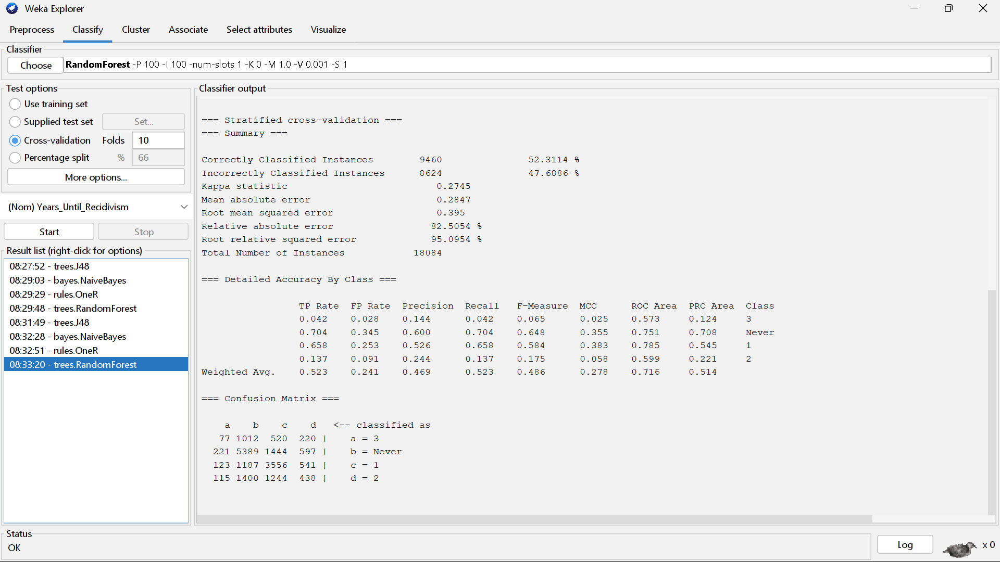 Weka Explorer
Preprocess Classify Cluster Associate Select attributes Visualize
Classifier
Choose RandomForest -P 100 -I 100 -num-slots 1 -K 0 -M 1.0 -V 0.001 -S 1
Test options
Use training set
Supplied test set Set...
Cross-validation Folds 10
Percentage split % 66
More options...
(Nom) Years_Until_Recidivism
Start Stop
Result list (right-click for options)
08:27:52 - trees.J48
08:29:03 - bayes.NaiveBayes
08:29:29 - rules.OneR
08:29:48 - trees.RandomForest
08:31:49 - trees.J48
08:32:28 - bayes.NaiveBayes
08:32:51 - rules.OneR
08:33:20 - trees.RandomForest
Classifier output
=== Stratified cross-validation ===
=== Summary ===
Correctly Classified Instances 9460 52.3114 %
Incorrectly Classified Instances 8624 47.6886 %
Kappa statistic 0.2745
Mean absolute error 0.2847
Root mean squared error 0.395
Relative absolute error 82.5054 %
Root relative squared error 95.0954 %
Total Number of Instances 18084
=== Detailed Accuracy By Class ===
TP Rate FP Rate Precision Recall F-Measure MCC ROC Area PRC Area Class
0.042 0.028 0.144 0.042 0.065 0.025 0.573 0.124 3
0.704 0.345 0.600 0.704 0.648 0.355 0.751 0.708 Never
0.658 0.253 0.526 0.658 0.584 0.383 0.785 0.545 1
0.137 0.091 0.244 0.137 0.175 0.058 0.599 0.221 2
Weighted Avg. 0.523 0.241 0.469 0.523 0.486 0.278 0.716 0.514
=== Confusion Matrix ===
a b c d <-- classified as
77 1012 520 220 | a = 3
221 5389 1444 597 | b = Never
123 1187 3556 541 | c = 1
115 1400 1244 438 | d = 2
Status
OK
Log x 0